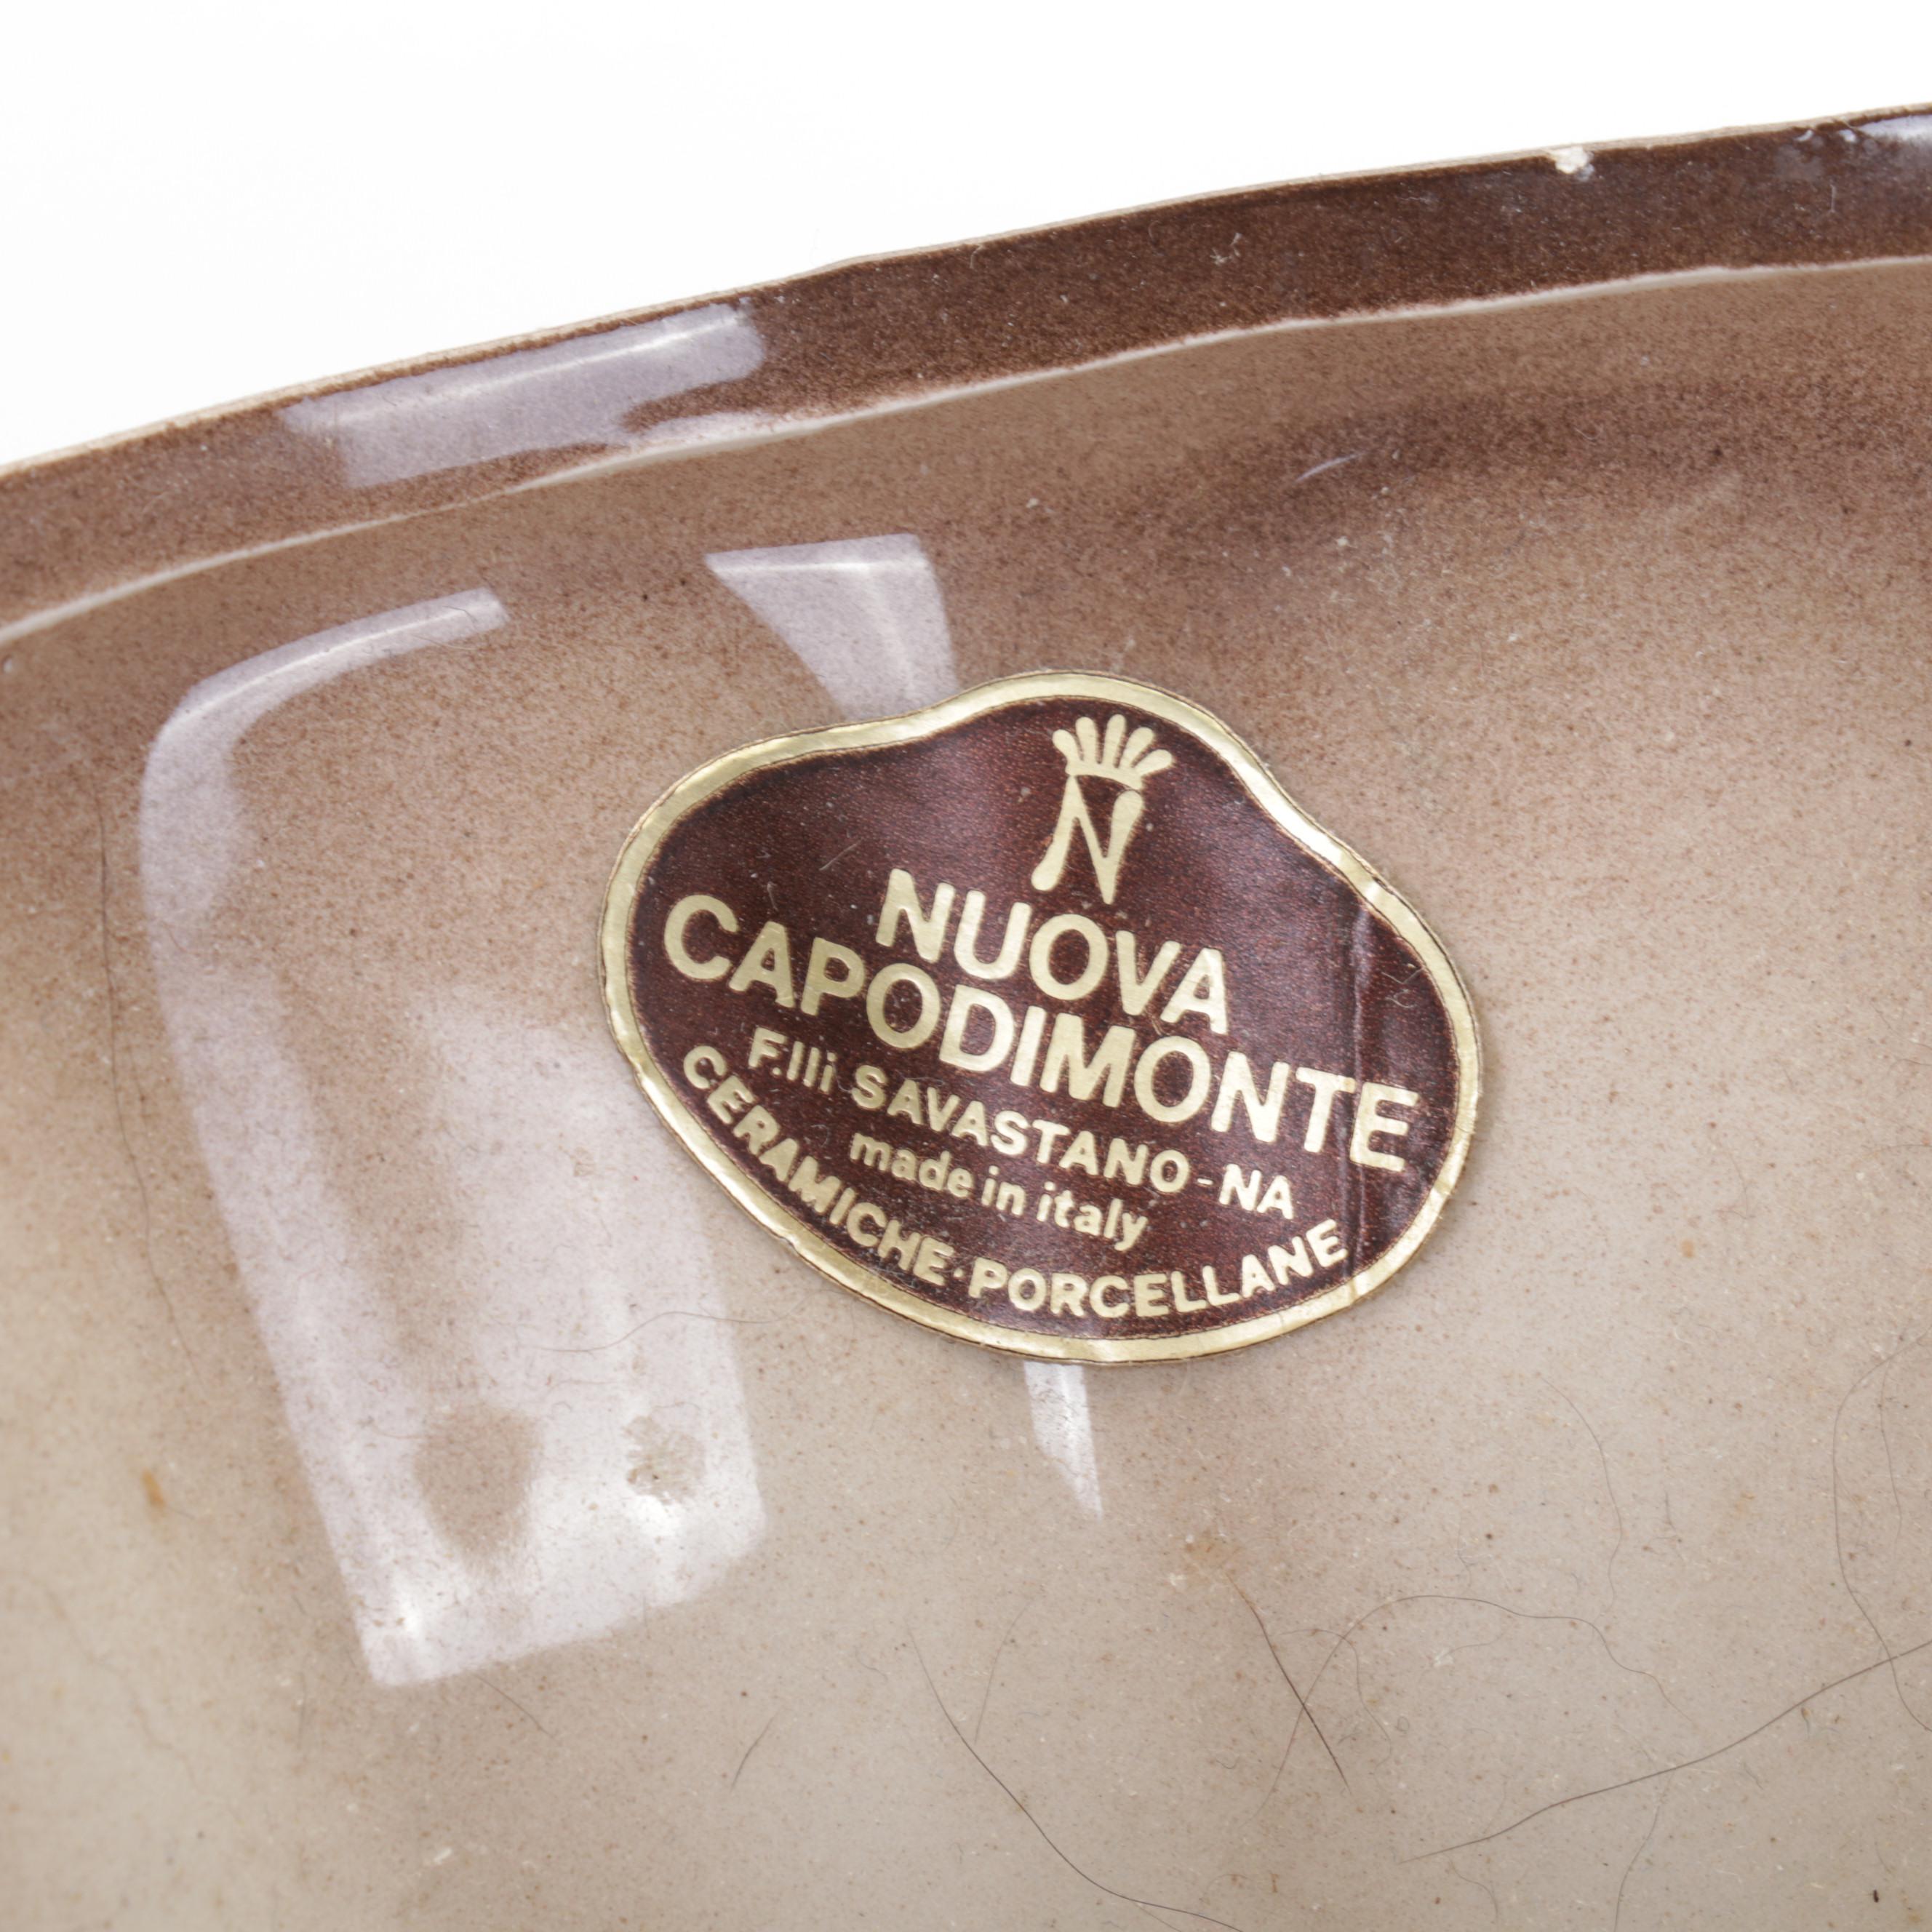 N
NUOVA
CAPODIMONTE
F.lli SAVASTANO - NA
made in italy
CERAMICHE · PORCELLANE